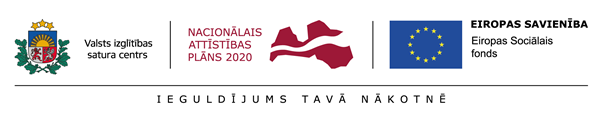 Valsts izglītības
satura centrs
NACIONĀLAIS
ATTĪSTĪBAS
PLĀNS 2020
EIROPAS SAVIENĪBA
Eiropas Sociālais
fonds
IEGULDĪJUMS TAVĀ NĀKOTNĒ